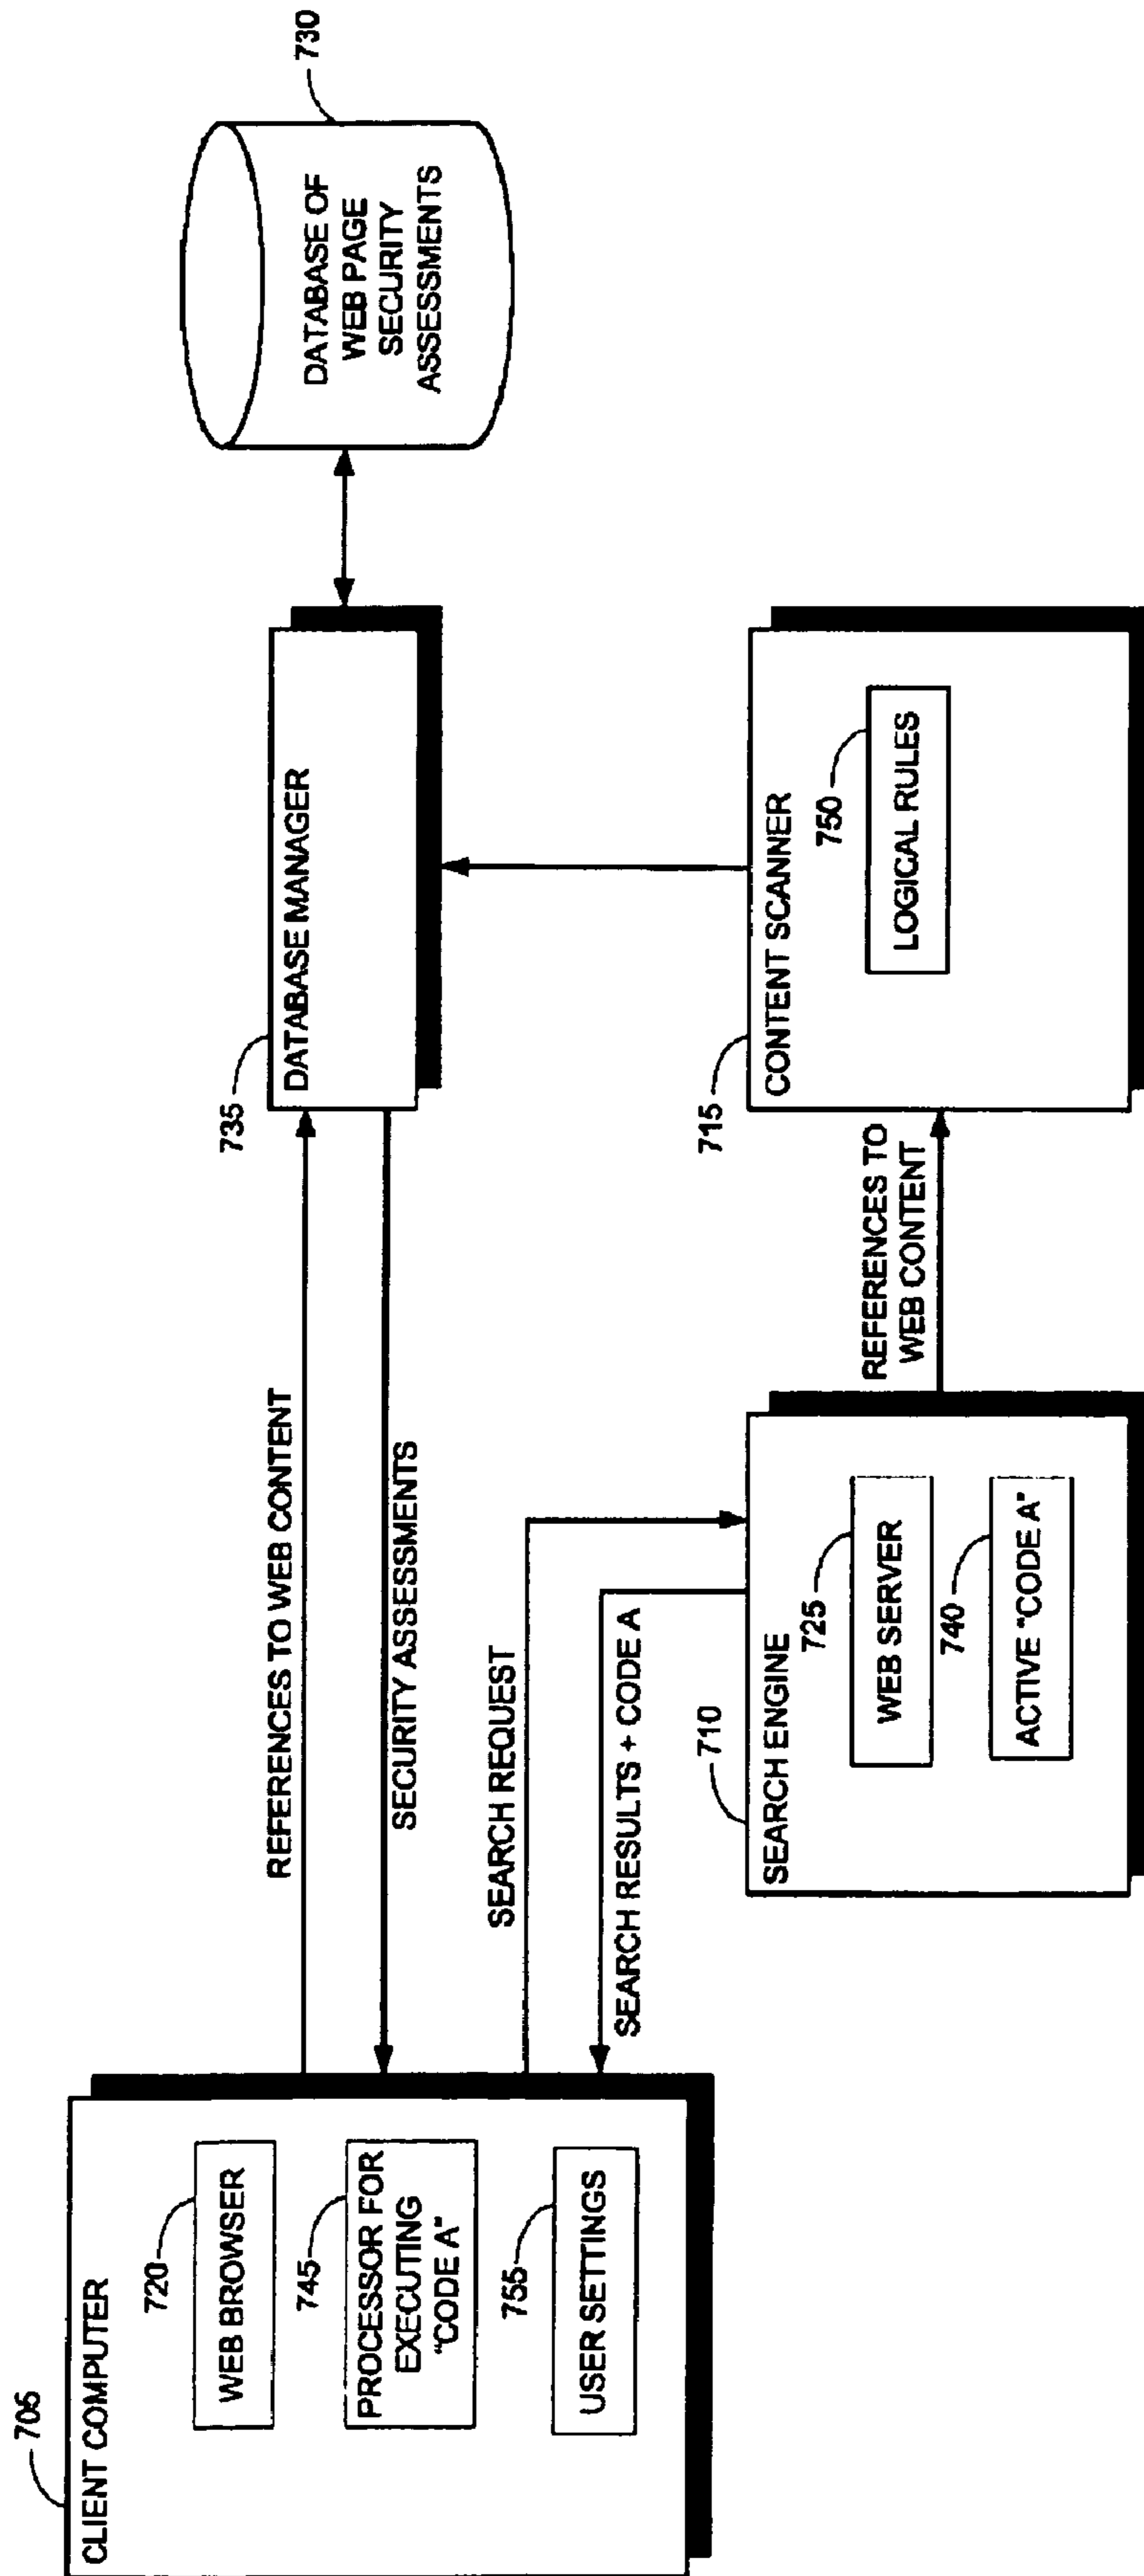 CLIENT COMPUTER
705
720
WEB BROWSER
745
PROCESSOR FOR
EXECUTING
"CODE A"
755
USER SETTINGS
REFERENCES TO WEB CONTENT
SECURITY ASSESSMENTS
SEARCH REQUEST
SEARCH RESULTS + CODE A
710
SEARCH ENGINE
725
WEB SERVER
740
ACTIVE "CODE A"
REFERENCES TO
WEB CONTENT
735
DATABASE MANAGER
715
CONTENT SCANNER
750
LOGICAL RULES
730
DATABASE OF
WEB PAGE
SECURITY
ASSESSMENTS